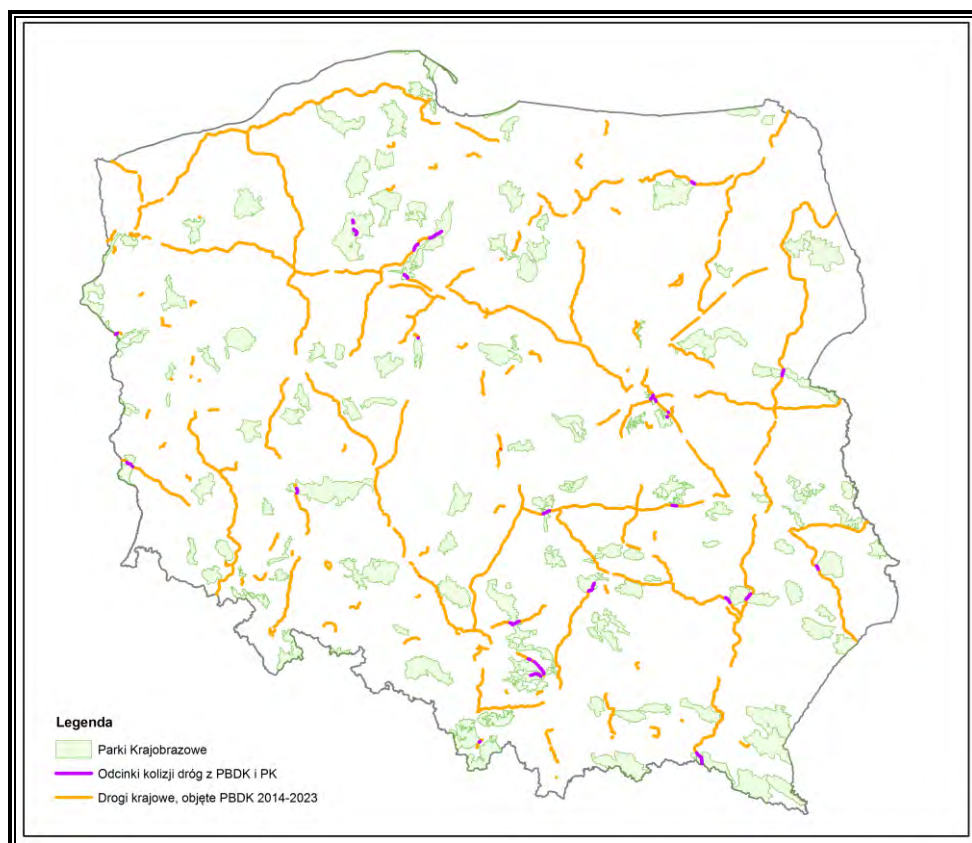 Legenda
Parki Krajobrazowe
Odcinki kolizji dróg z PBDK i PK
Drogi krajowe, objęte PBDK 2014-2023